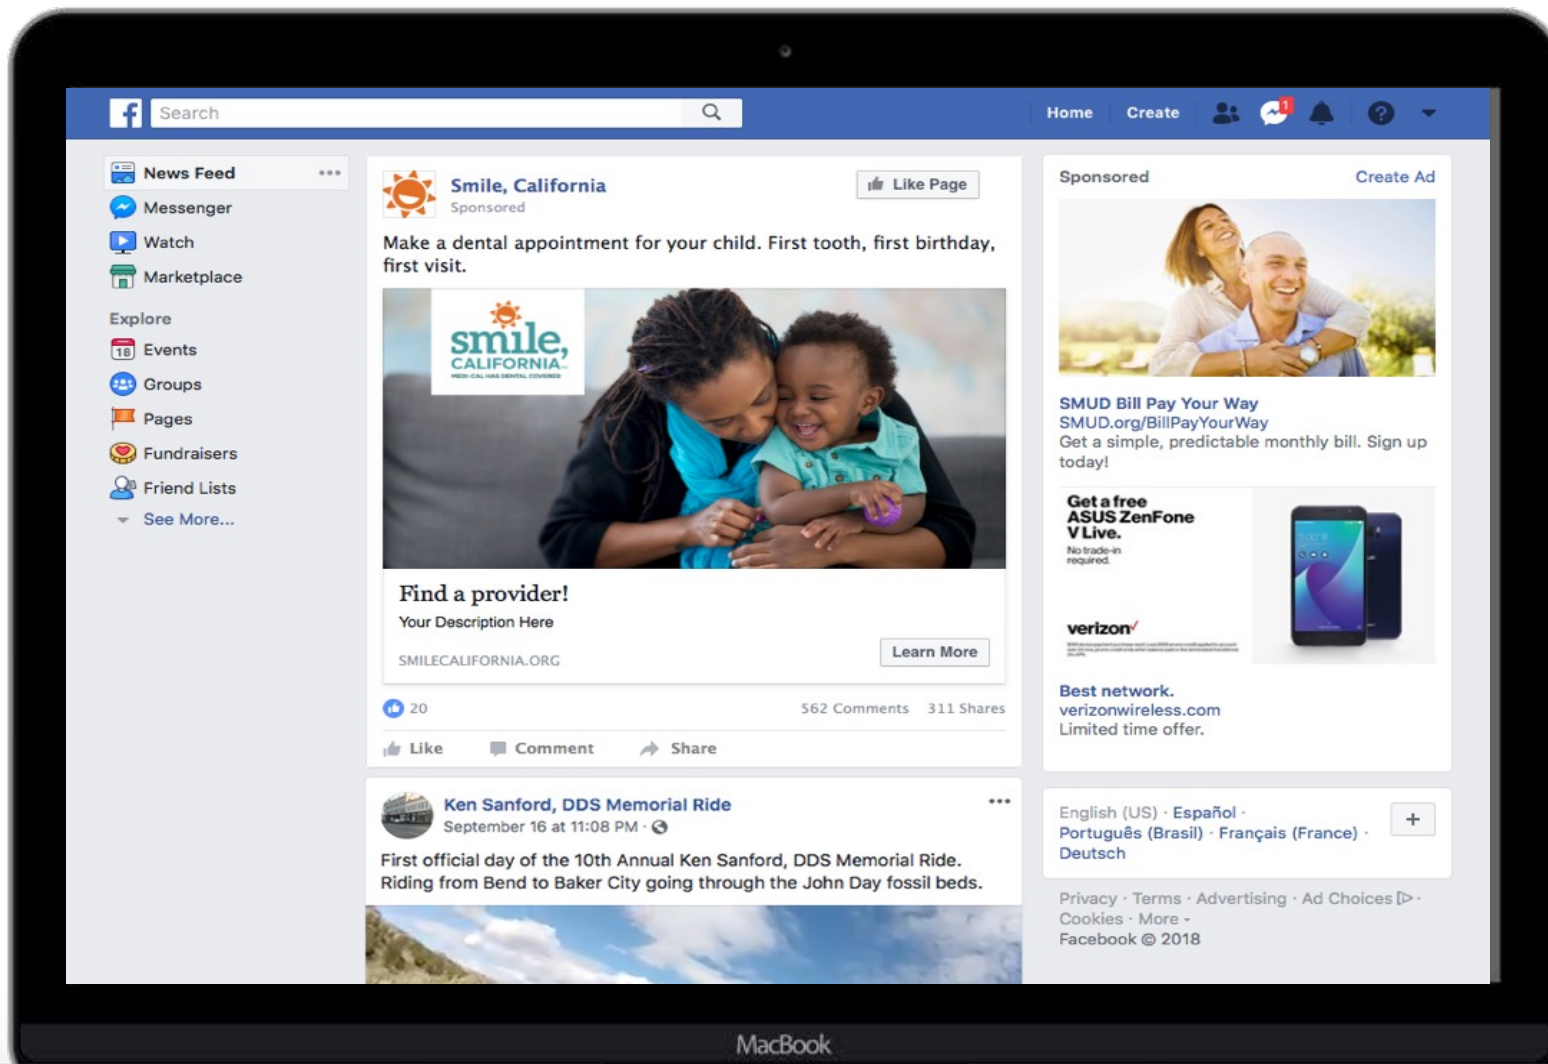 Search
Home
Create
1
News Feed
Messenger
Watch
Marketplace
Explore
18
Events
Groups
Pages
Fundraisers
Friend Lists
See More...
Smile, California
Sponsored
Like Page
Make a dental appointment for your child. First tooth, first birthday,
first visit.
smile,
CALIFORNIA
MEDI-CAL HAS DENTAL COVERED
Find a provider!
Your Description Here
SMILECALIFORNIA.ORG
Learn More
20
562 Comments 311 Shares
Like
Comment
Share
Ken Sanford, DDS Memorial Ride
September 16 at 11:08 PM ·
First official day of the 10th Annual Ken Sanford, DDS Memorial Ride.
Riding from Bend to Baker City going through the John Day fossil beds.
Sponsored
Create Ad
SMUD Bill Pay Your Way
SMUD.org/BillPayYourWay
Get a simple, predictable monthly bill. Sign up
today!
Get a free
ASUS ZenFone
V Live.
No trade-in
required.
verizon
Best network.
verizonwireless.com
Limited time offer.
English (US) · Español ·
Português (Brasil) · Français (France) ·
Deutsch
+
Privacy · Terms · Advertising · Ad Choices ·
Cookies · More
Facebook © 2018
MacBook